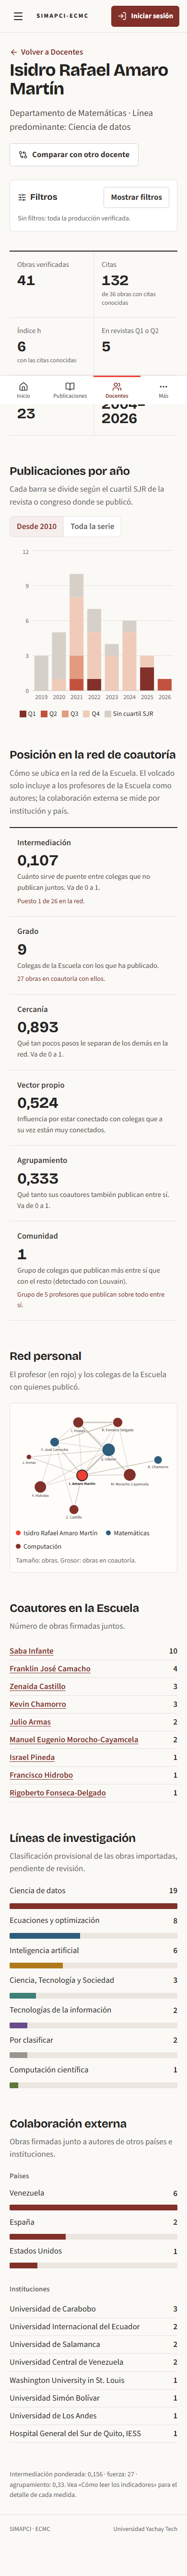 SIMAPCI-ECMC
Iniciar sesión
Volver a Docentes
Isidro Rafael Amaro
Martín
Departamento de Matemáticas · Línea
predominante: Ciencia de datos
Comparar con otro docente
Filtros
Mostrar filtros
Sin filtros: toda la producción verificada.
Obras verificadas
41
Citas
132
de 36 obras con citas
conocidas
Índice h
6
con las citas conocidas
En revistas Q1 o Q2
5
Inicio
Publicaciones
Docentes
Más
23
2004–
2026
Publicaciones por año
Cada barra se divide según el cuartil SJR de la
revista o congreso donde se publicó.
Desde 2010
Toda la serie
12
9
6
3
0
2019 2020 2021 2022 2023 2024 2025 2026
Q1 Q2 Q3 Q4 Sin cuartil SJR
Posición en la red de coautoría
Cómo se ubica en la red de la Escuela. El volcado
solo incluye a los profesores de la Escuela como
autores; la colaboración externa se mide por
institución y país.
Intermediación
0,107
Cuánto sirve de puente entre colegas que no
publican juntos. Va de 0 a 1.
Puesto 1 de 26 en la red.
Grado
9
Colegas de la Escuela con los que ha publicado.
27 obras en coautoría con ellos.
Cercanía
0,893
Qué tan pocos pasos le separan de los demás en la
red. Va de 0 a 1.
Vector propio
0,524
Influencia por estar conectado con colegas que a
su vez están muy conectados.
Agrupamiento
0,333
Qué tanto sus coautores también publican entre sí.
Va de 0 a 1.
Comunidad
1
Grupo de colegas que publican más entre sí que
con el resto (detectado con Louvain).
Grupo de 5 profesores que publican sobre todo entre
sí.
Red personal
El profesor (en rojo) y los colegas de la Escuela
con quienes publicó.
I. Pineda
R. Fonseca-Delgado
F. José Camacho
S. Infante
J. Armas
K. Chamorro
I. Amaro Martín
M. Morocho-Cayamcela
F. Hidrobo
Z. Castillo
Isidro Rafael Amaro Martín
Matemáticas
Computación
Tamaño: obras. Grosor: obras en coautoría.
Coautores en la Escuela
Número de obras firmadas juntos.
Saba Infante 10
Franklin José Camacho 4
Zenaida Castillo 3
Kevin Chamorro 3
Julio Armas 2
Manuel Eugenio Morocho-Cayamcela 2
Israel Pineda 1
Francisco Hidrobo 1
Rigoberto Fonseca-Delgado 1
Líneas de investigación
Clasificación provisional de las obras importadas,
pendiente de revisión.
Ciencia de datos 19
Ecuaciones y optimización 8
Inteligencia artificial 6
Ciencia, Tecnología y Sociedad 3
Tecnologías de la información 2
Por clasificar 2
Computación científica 1
Colaboración externa
Obras firmadas junto a autores de otros países e
instituciones.
Países
Venezuela 6
España 2
Estados Unidos 1
Instituciones
Universidad de Carabobo 3
Universidad Internacional del Ecuador 2
Universidad de Salamanca 2
Universidad Central de Venezuela 2
Washington University in St. Louis 1
Universidad Simón Bolívar 1
Universidad de Los Andes 1
Hospital General del Sur de Quito, IESS 1
Intermediación ponderada: 0,156 · fuerza: 27 ·
agrupamiento: 0,33. Vea «Cómo leer los indicadores» para el
detalle de cada medida.
SIMAPCI · ECMC
Universidad Yachay Tech